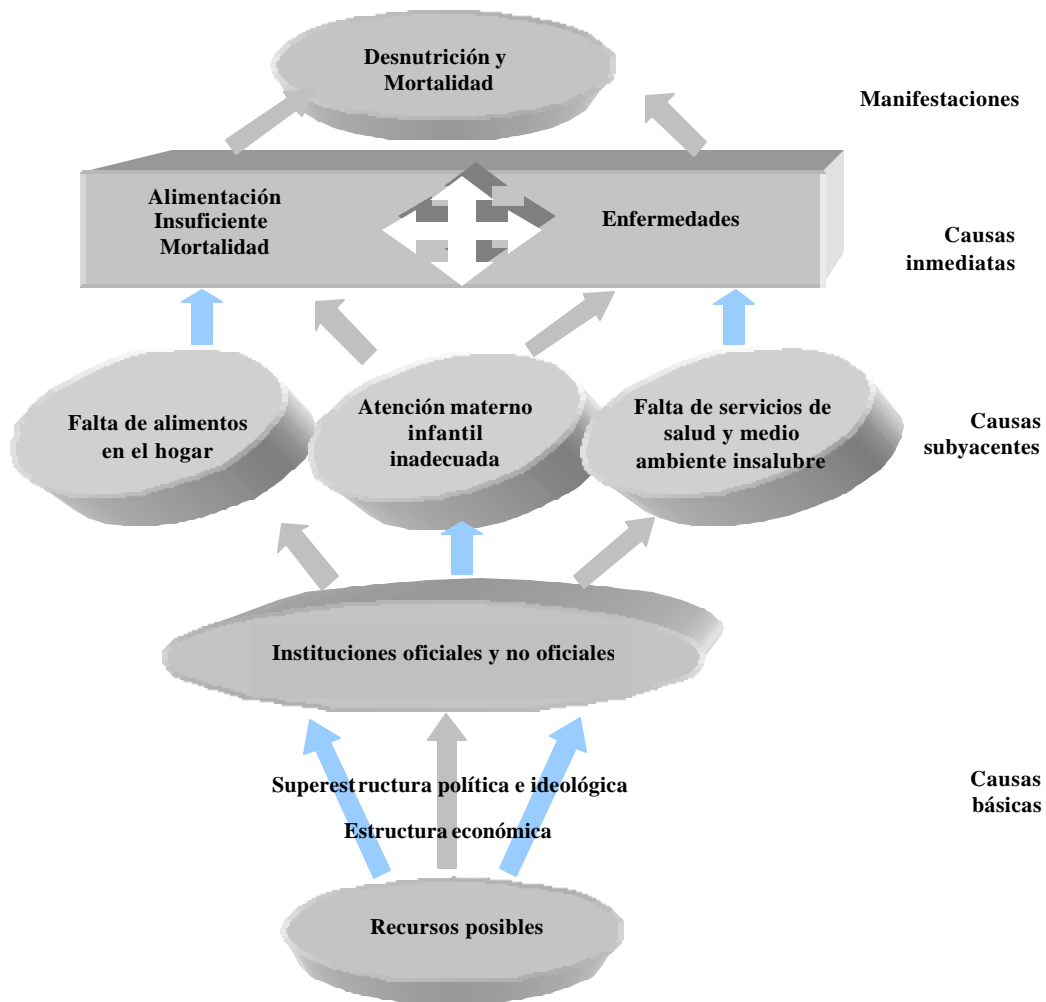 Desnutrición y
Mortalidad
Manifestaciones
Alimentación
Insuficiente
Mortalidad
Enfermedades
Causas
inmediatas
Falta de alimentos
en el hogar
Atención materno
infantil
inadecuada
Falta de servicios de
salud y medio
ambiente insalubre
Causas
subyacentes
Instituciones oficiales y no oficiales
Superestructura política e ideológica
Estructura económica
Causas
básicas
Recursos posibles